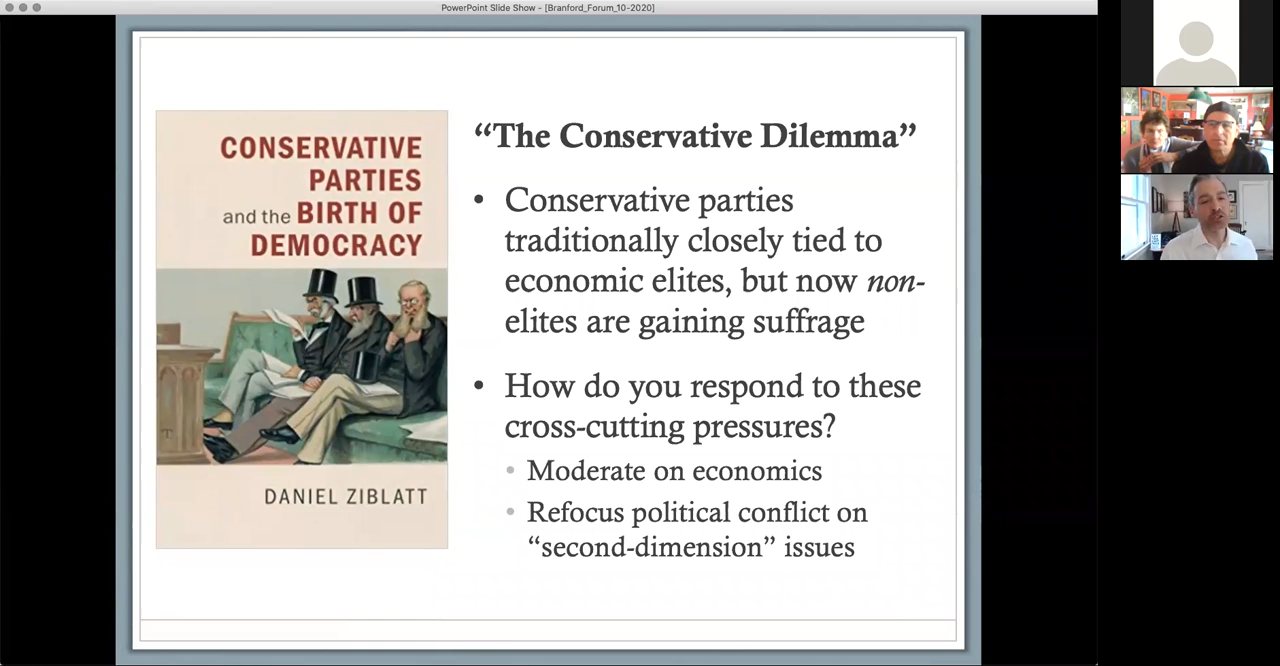 PowerPoint Slide Show - [Branford_Forum_10-2020]
CONSERVATIVE
PARTIES
and the BIRTH OF
DEMOCRACY
DANIEL ZIBLATT
“The Conservative Dilemma”
• Conservative parties
traditionally closely tied to
economic elites, but now non-
elites are gaining suffrage
• How do you respond to these
cross-cutting pressures?
• Moderate on economics
• Refocus political conflict on
“second-dimension” issues